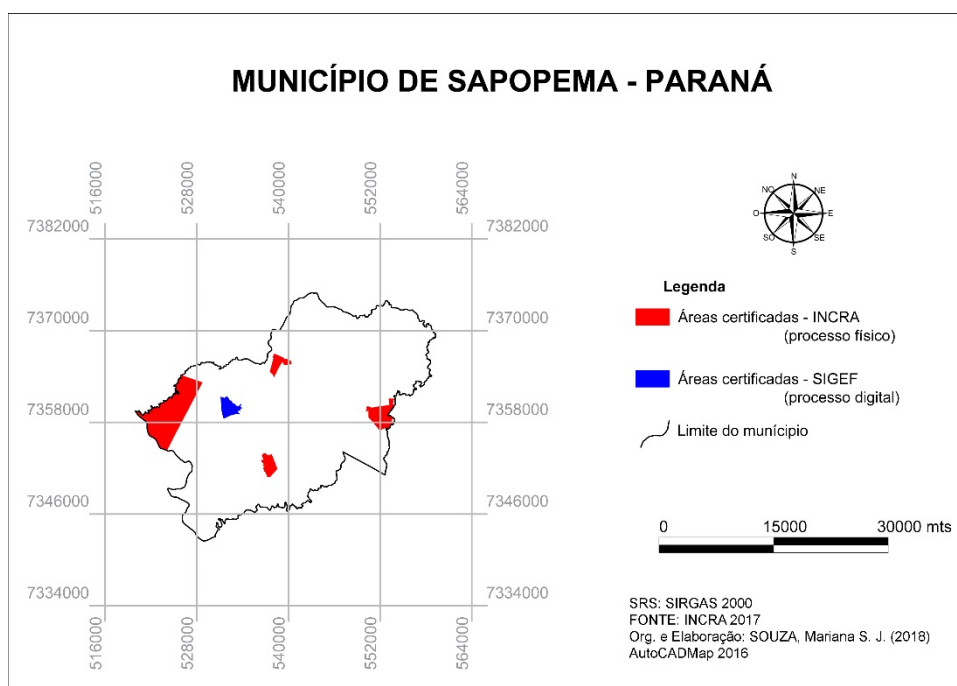 MUNICÍPIO DE SAPOPEMA - PARANÁ
516000
528000
540000
552000
564000
7382000
7382000
7370000
7370000
7358000
7358000
7346000
7346000
7334000
7334000
516000
528000
540000
552000
564000
N
NO
NE
O
E
SO
SE
S
Legenda
Áreas certificadas - INCRA
(processo físico)
Áreas certificadas - SIGEF
(processo digital)
Limite do munícipio
0 15000 30000 mts
SRS: SIRGAS 2000
FONTE: INCRA 2017
Org. e Elaboração: SOUZA, Mariana S. J. (2018)
AutoCADMap 2016